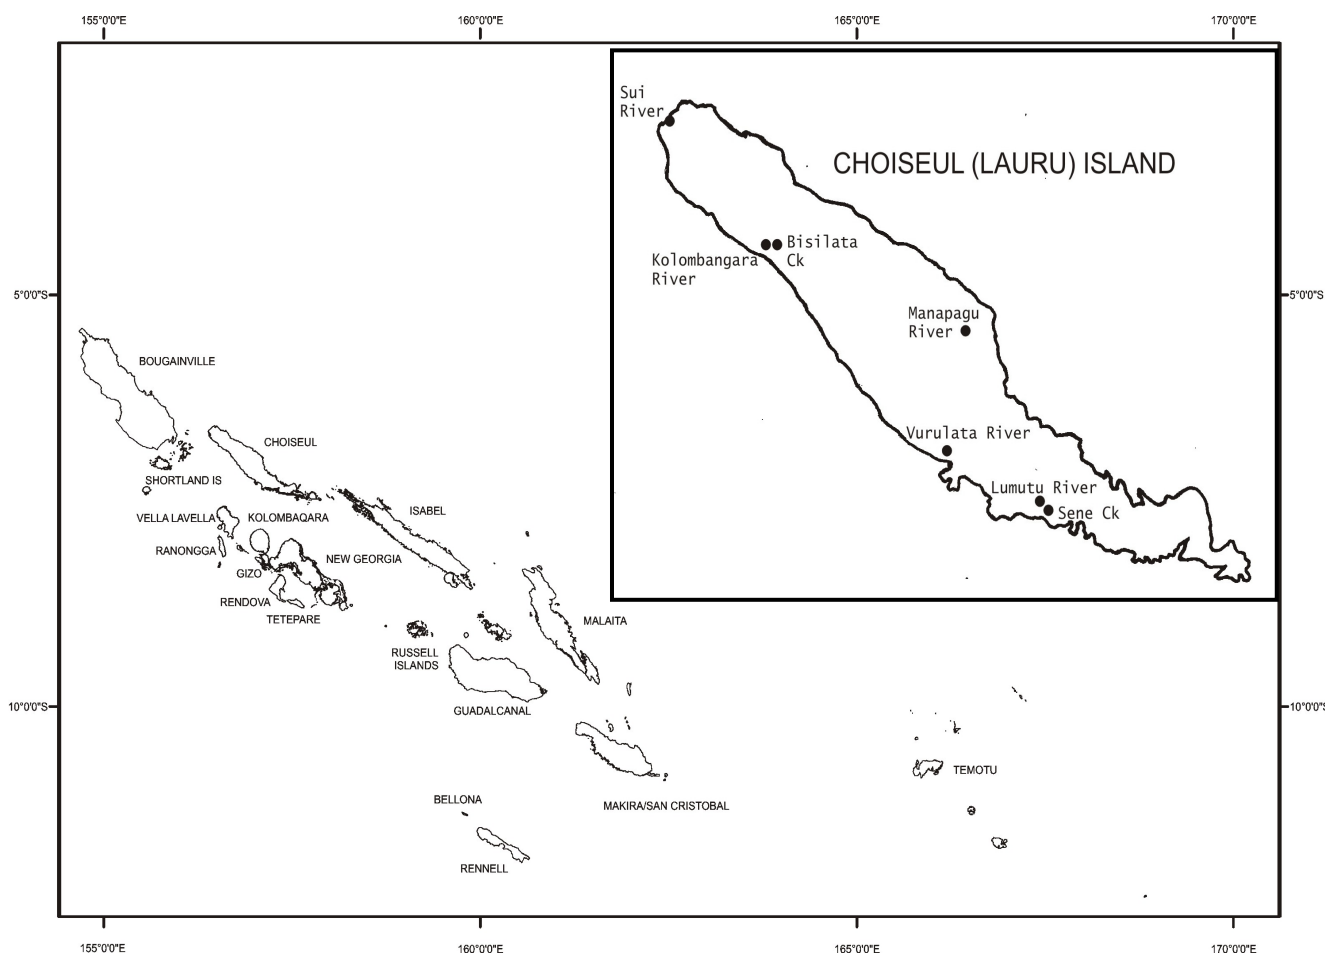 155°0'0"E
160°0'0"E
165°0'0"E
170°0'0"E
Sui
River
CHOISEUL (LAURU) ISLAND
Bisilata
Ck
Kolombangara
River
5°0'0"S
5°0'0"S
Manapagu
River
BOUGAINVILLE
Vurulata River
CHOISEUL
SHORTLAND IS
Lumutu River
Sene Ck
ISABEL
VELLA LAVELLA
KOLOMBAQARA
RANONGGA
NEW GEORGIA
GIZO
RENDOVA
TETEPARE
MALAITA
RUSSELL
ISLANDS
10°0'0"S
10°0'0"S
GUADALCANAL
TEMOTU
BELLONA
MAKIRA/SAN CRISTOBAL
RENNELL
155°0'0"E
160°0'0"E
165°0'0"E
170°0'0"E